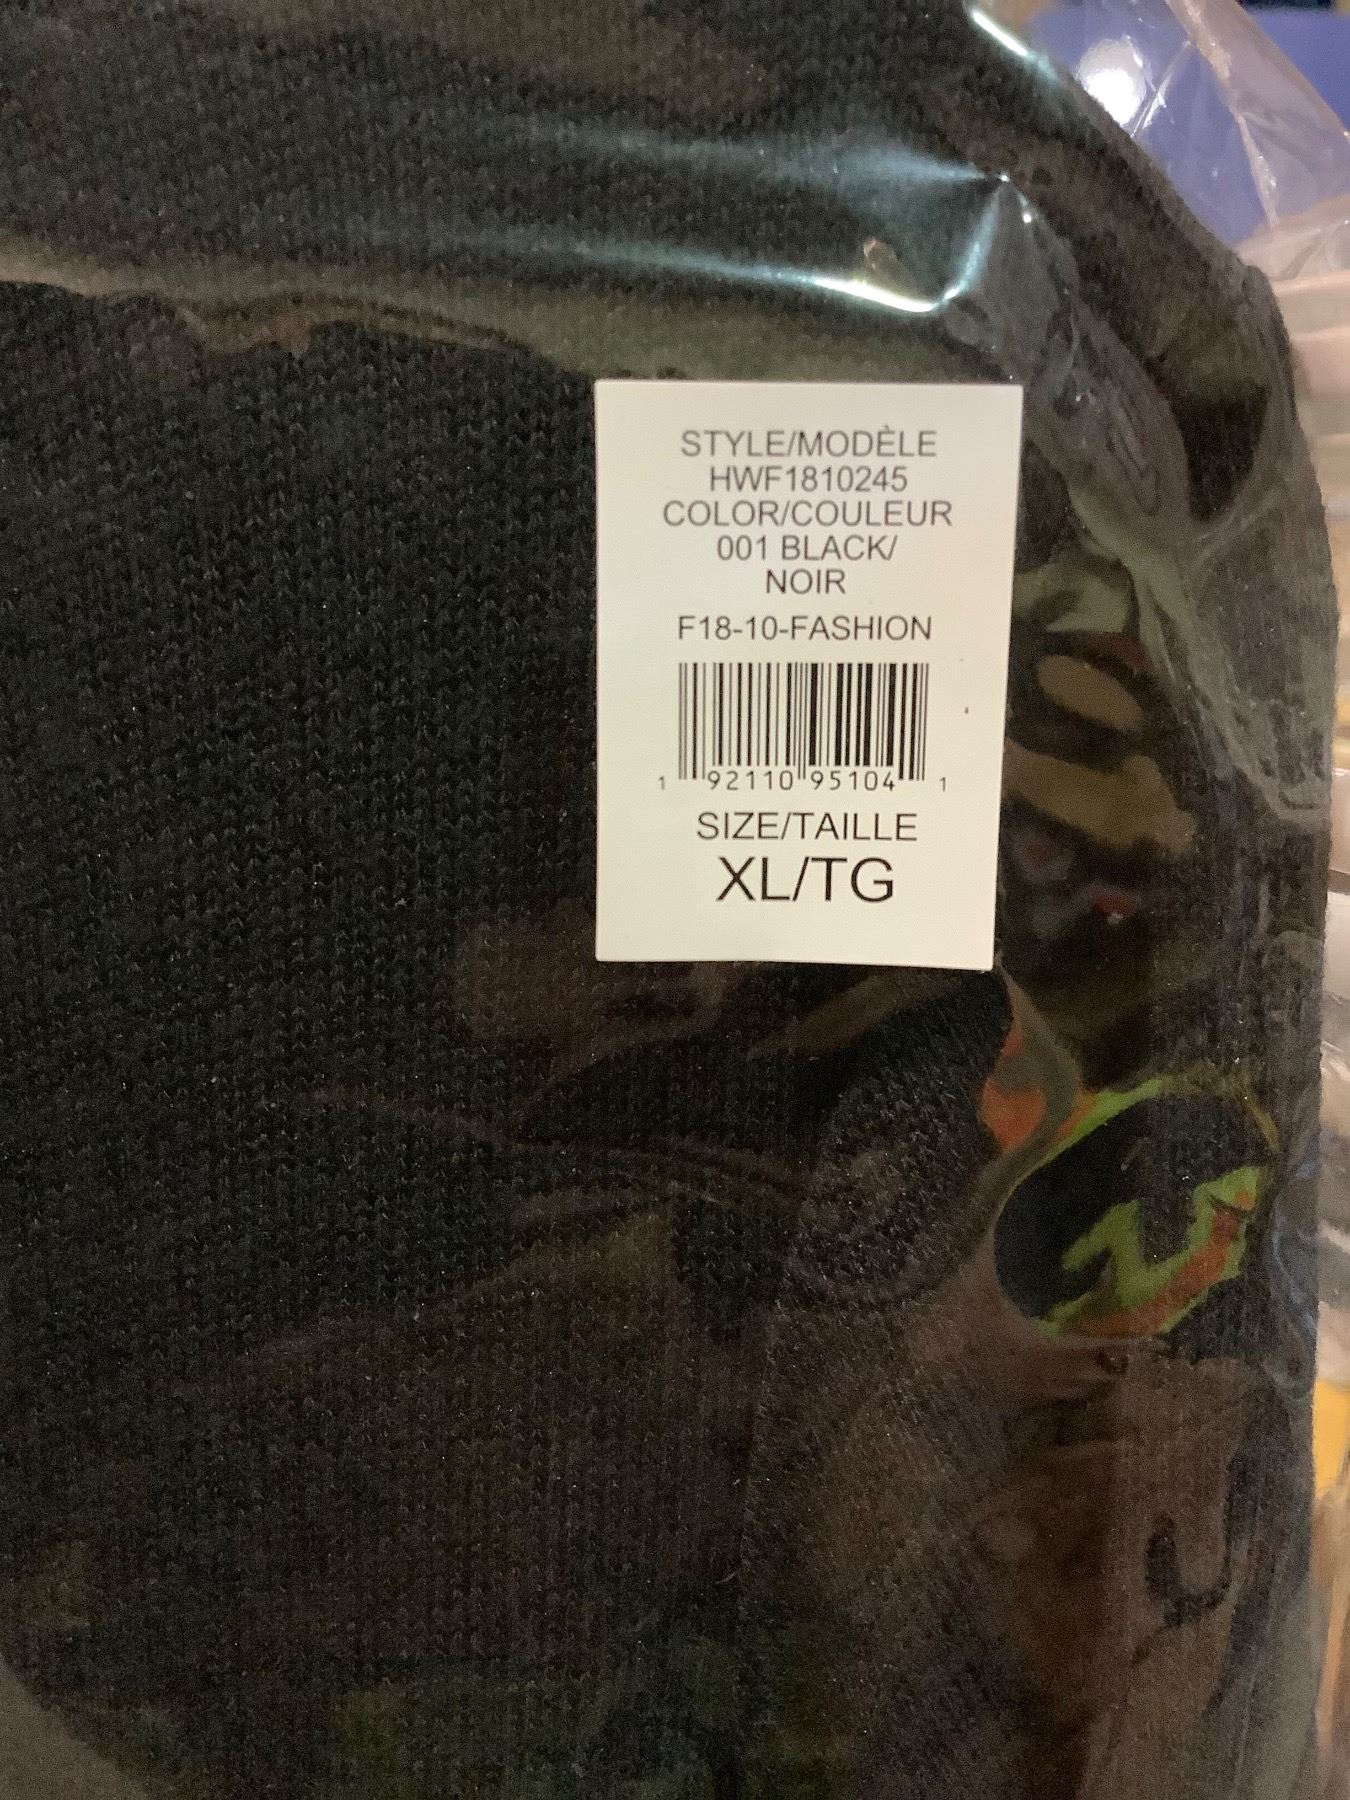 STYLE/MODÈLE
HWF1810245
COLOR/COULEUR
001 BLACK/
NOIR
F18-10-FASHION
1 92110 95104 1
SIZE/TAILLE
XL/TG